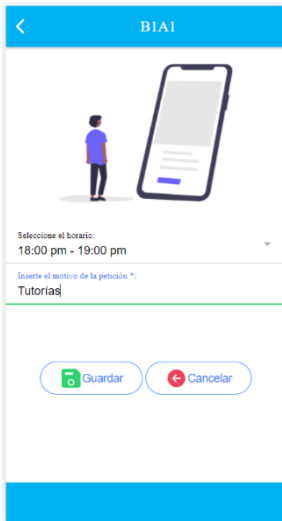 B1A1
Seleccione el horario:
18:00 pm - 19:00 pm
Inserte el motivo de la petición *:
Tutorías
Guardar
Cancelar